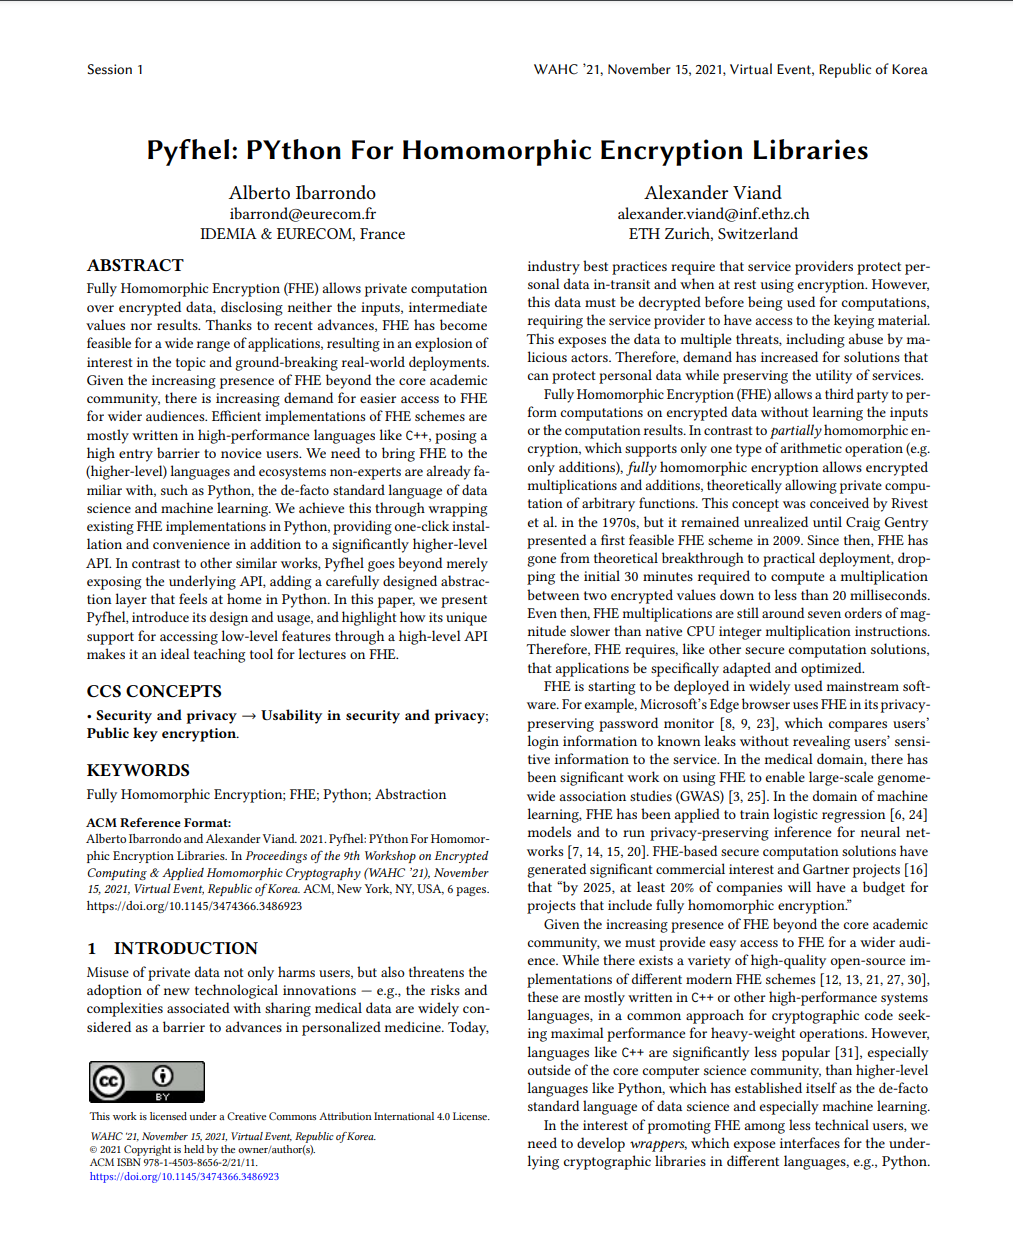 Session 1
WAHC ’21, November 15, 2021, Virtual Event, Republic of Korea
Pyfhel: PYthon For Homomorphic Encryption Libraries
Alberto Ibarrondo
ibarrond@eurecom.fr
IDEMIA & EURECOM, France
Alexander Viand
alexander.viand@inf.ethz.ch
ETH Zurich, Switzerland
ABSTRACT
Fully Homomorphic Encryption (FHE) allows private computation
over encrypted data, disclosing neither the inputs, intermediate
values nor results. Thanks to recent advances, FHE has become
feasible for a wide range of applications, resulting in an explosion of
interest in the topic and ground-breaking real-world deployments.
Given the increasing presence of FHE beyond the core academic
community, there is increasing demand for easier access to FHE
for wider audiences. Efficient implementations of FHE schemes are
mostly written in high-performance languages like C++, posing a
high entry barrier to novice users. We need to bring FHE to the
(higher-level) languages and ecosystems non-experts are already fa-
miliar with, such as Python, the de-facto standard language of data
science and machine learning. We achieve this through wrapping
existing FHE implementations in Python, providing one-click instal-
lation and convenience in addition to a significantly higher-level
API. In contrast to other similar works, Pyfhel goes beyond merely
exposing the underlying API, adding a carefully designed abstrac-
tion layer that feels at home in Python. In this paper, we present
Pyfhel, introduce its design and usage, and highlight how its unique
support for accessing low-level features through a high-level API
makes it an ideal teaching tool for lectures on FHE.
CCS CONCEPTS
• Security and privacy → Usability in security and privacy;
Public key encryption.
KEYWORDS
Fully Homomorphic Encryption; FHE; Python; Abstraction
ACM Reference Format:
Alberto Ibarrondo and Alexander Viand. 2021. Pyfhel: PYthon For Homomor-
phic Encryption Libraries. In Proceedings of the 9th Workshop on Encrypted
Computing & Applied Homomorphic Cryptography (WAHC ’21), November
15, 2021, Virtual Event, Republic of Korea. ACM, New York, NY, USA, 6 pages.
https://doi.org/10.1145/3474366.3486923
1 INTRODUCTION
Misuse of private data not only harms users, but also threatens the
adoption of new technological innovations — e.g., the risks and
complexities associated with sharing medical data are widely con-
sidered as a barrier to advances in personalized medicine. Today,
cc
BY
This work is licensed under a Creative Commons Attribution International 4.0 License.
WAHC ’21, November 15, 2021, Virtual Event, Republic of Korea.
© 2021 Copyright is held by the owner/author(s).
ACM ISBN 978-1-4503-8656-2/21/11.
https://doi.org/10.1145/3474366.3486923
industry best practices require that service providers protect per-
sonal data in-transit and when at rest using encryption. However,
this data must be decrypted before being used for computations,
requiring the service provider to have access to the keying material.
This exposes the data to multiple threats, including abuse by ma-
licious actors. Therefore, demand has increased for solutions that
can protect personal data while preserving the utility of services.
Fully Homomorphic Encryption (FHE) allows a third party to per-
form computations on encrypted data without learning the inputs
or the computation results. In contrast to partially homomorphic en-
cryption, which supports only one type of arithmetic operation (e.g.
only additions), fully homomorphic encryption allows encrypted
multiplications and additions, theoretically allowing private compu-
tation of arbitrary functions. This concept was conceived by Rivest
et al. in the 1970s, but it remained unrealized until Craig Gentry
presented a first feasible FHE scheme in 2009. Since then, FHE has
gone from theoretical breakthrough to practical deployment, drop-
ping the initial 30 minutes required to compute a multiplication
between two encrypted values down to less than 20 milliseconds.
Even then, FHE multiplications are still around seven orders of mag-
nitude slower than native CPU integer multiplication instructions.
Therefore, FHE requires, like other secure computation solutions,
that applications be specifically adapted and optimized.
FHE is starting to be deployed in widely used mainstream soft-
ware. For example, Microsoft’s Edge browser uses FHE in its privacy-
preserving password monitor [8, 9, 23], which compares users’
login information to known leaks without revealing users’ sensi-
tive information to the service. In the medical domain, there has
been significant work on using FHE to enable large-scale genome-
wide association studies (GWAS) [3, 25]. In the domain of machine
learning, FHE has been applied to train logistic regression [6, 24]
models and to run privacy-preserving inference for neural net-
works [7, 14, 15, 20]. FHE-based secure computation solutions have
generated significant commercial interest and Gartner projects [16]
that “by 2025, at least 20% of companies will have a budget for
projects that include fully homomorphic encryption.”
Given the increasing presence of FHE beyond the core academic
community, we must provide easy access to FHE for a wider audi-
ence. While there exists a variety of high-quality open-source im-
plementations of different modern FHE schemes [12, 13, 21, 27, 30],
these are mostly written in C++ or other high-performance systems
languages, in a common approach for cryptographic code seek-
ing maximal performance for heavy-weight operations. However,
languages like C++ are significantly less popular [31], especially
outside of the core computer science community, than higher-level
languages like Python, which has established itself as the de-facto
standard language of data science and especially machine learning.
In the interest of promoting FHE among less technical users, we
need to develop wrappers, which expose interfaces for the under-
lying cryptographic libraries in different languages, e.g., Python.